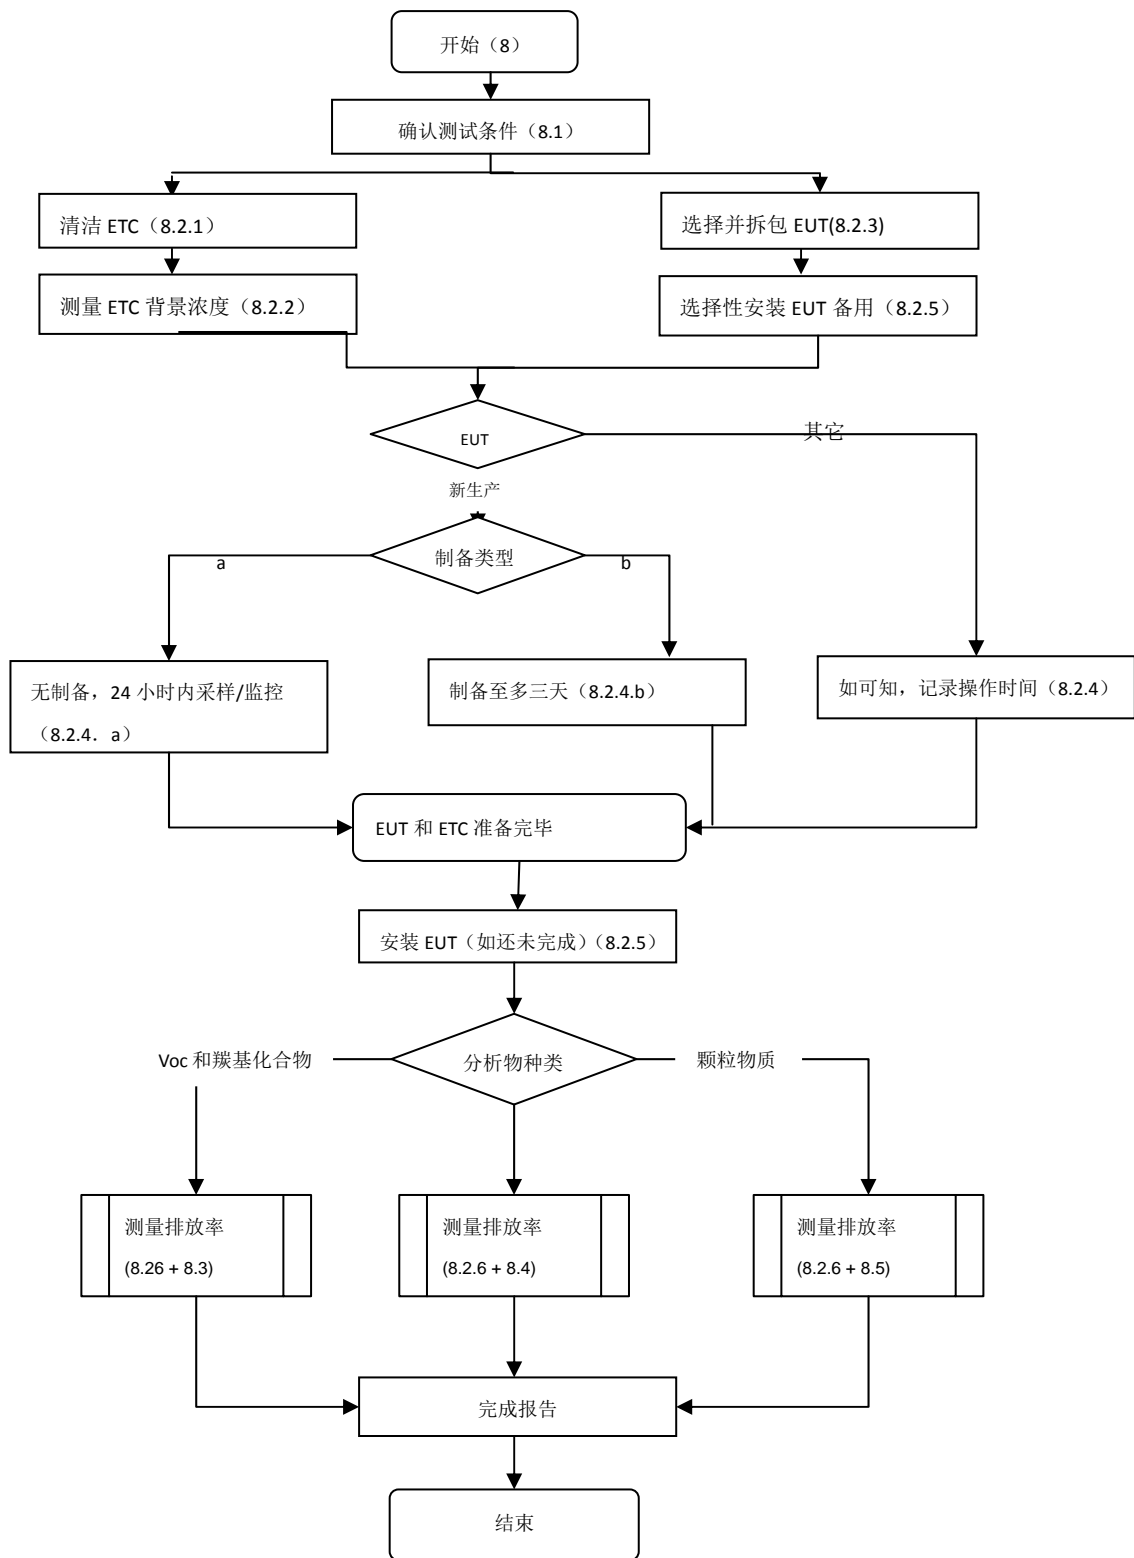 开始（8）
确认测试条件（8.1）
清洁 ETC（8.2.1）
选择并拆包 EUT(8.2.3)
测量 ETC 背景浓度（8.2.2）
选择性安装 EUT 备用（8.2.5）
EUT
其它
新生产
制备类型
a
b
无制备，24 小时内采样/监控
（8.2.4．a）
制备至多三天（8.2.4.b）
如可知，记录操作时间（8.2.4）
EUT 和 ETC 准备完毕
安装 EUT（如还未完成）（8.2.5）
Voc 和羰基化合物
分析物种类
颗粒物质
测量排放率
(8.26 + 8.3)
测量排放率
(8.2.6 + 8.4)
测量排放率
(8.2.6 + 8.5)
完成报告
结束